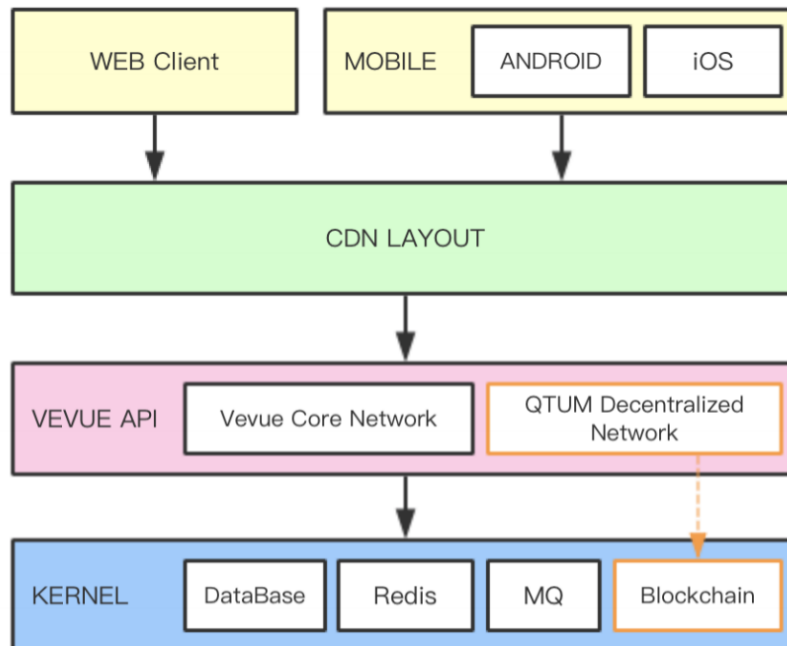 WEB Client
MOBILE
ANDROID
iOS
CDN LAYOUT
VEVUE API
Vevue Core Network
QTUM Decentralized
Network
KERNEL
DataBase
Redis
MQ
Blockchain